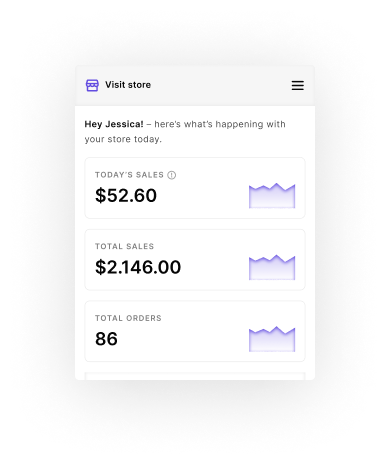 Visit store
Hey Jessica! – here's what's happening with
your store today.
TODAY'S SALES
$52.60
TOTAL SALES
$2.146.00
TOTAL ORDERS
86